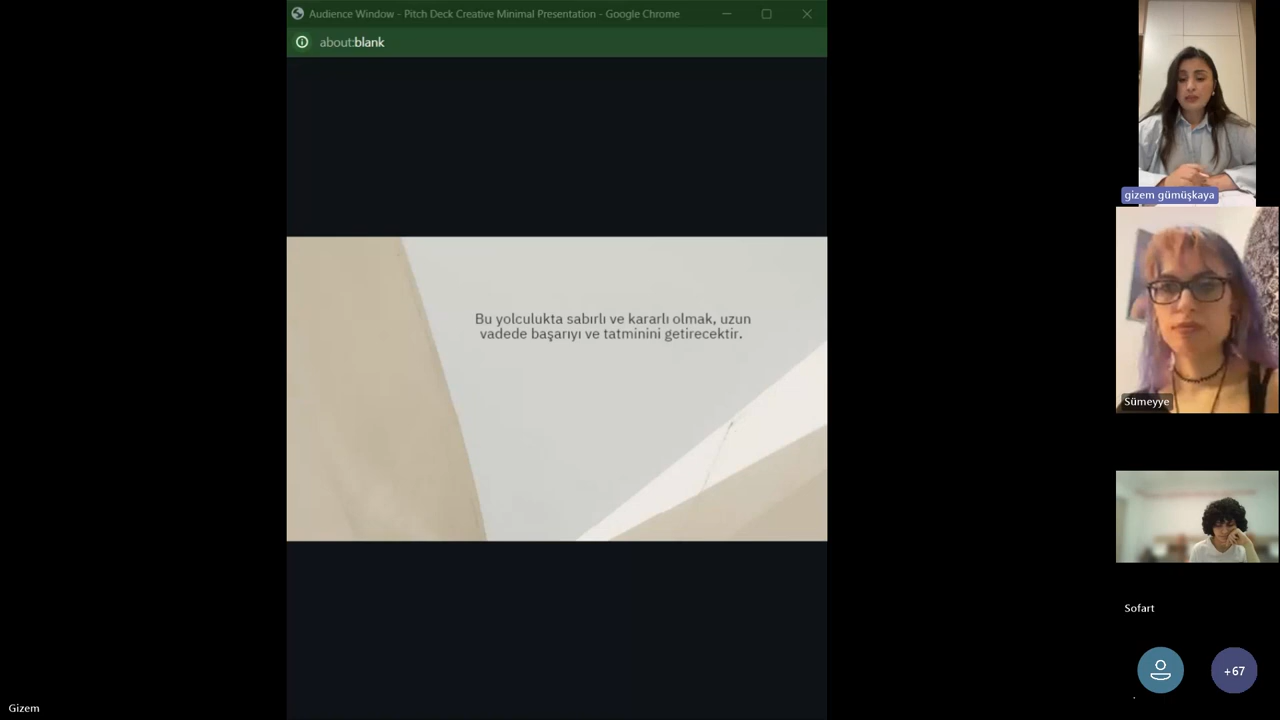 Audience Window - Pitch Deck Creative Minimal Presentation - Google Chrome
about:blank
Bu yolculukta sabırlı ve kararlı olmak, uzun
vadede başarıyı ve tatminini getirecektir.
gizem gümüşkaya
Sümeyye
Sofart
+67
Gizem